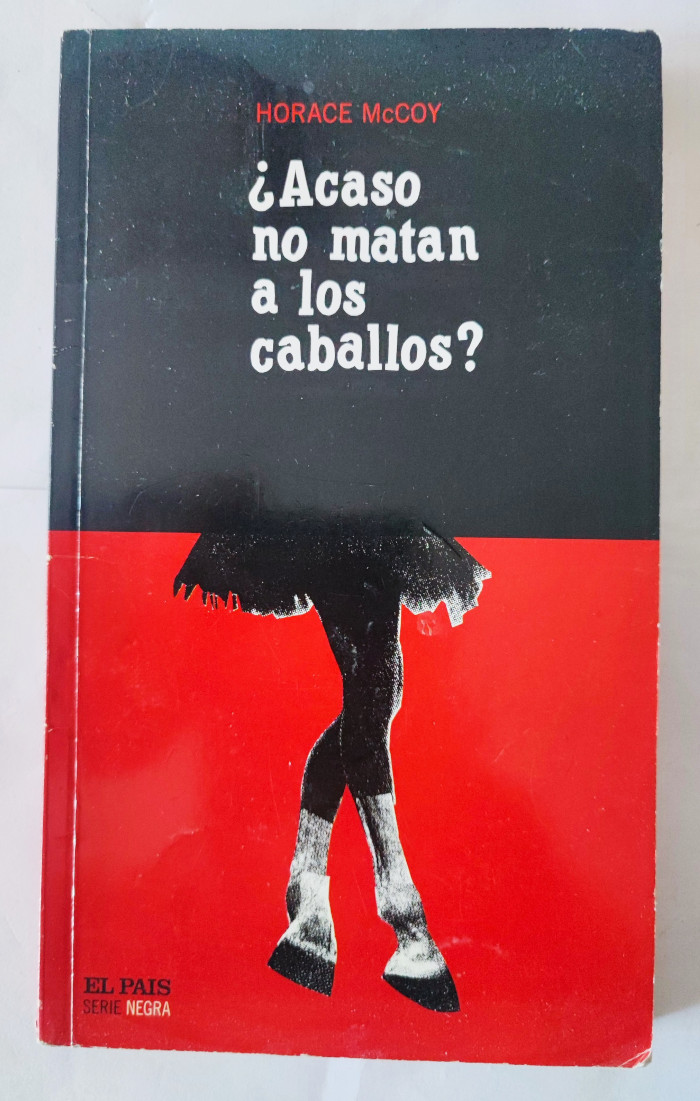 HORACE McCOY
¿Acaso
no matan
a los
caballos?
EL PAIS
SERIE NEGRA